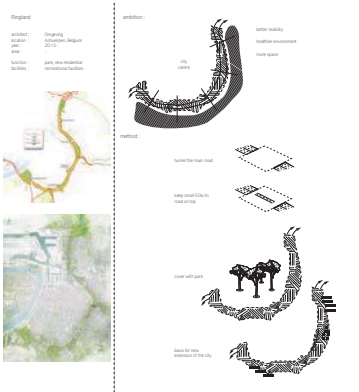 Ringland
architect : Omgeving
location : Antwerpen, Belgium
year : 2012
area : -
function : park, new residential
facilities : recreational facilities
ambition :
better mobility
healthier environment
more space
city
centre
method :
tunnel the main road
keep small 50k/m
road on top
cover with park
basis for new
extension of the city